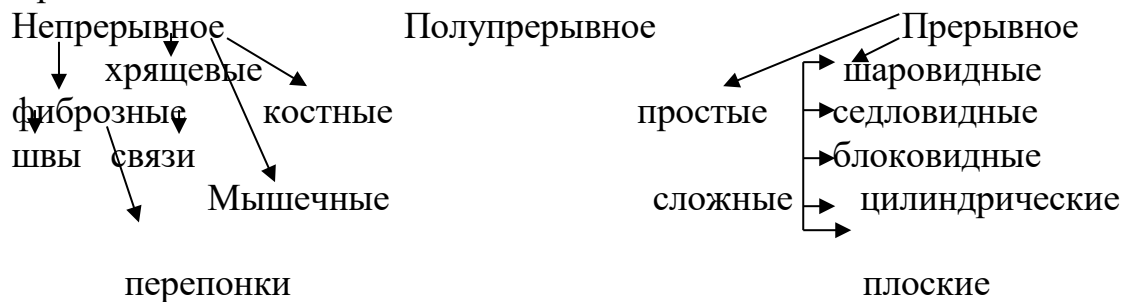 Непрерывное Полупрерывное Прерывное
хрящевые шаровидные
фиброзные костные простые седловидные
швы связи блоковидные
Мышечные сложные цилиндрические
перепонки плоские